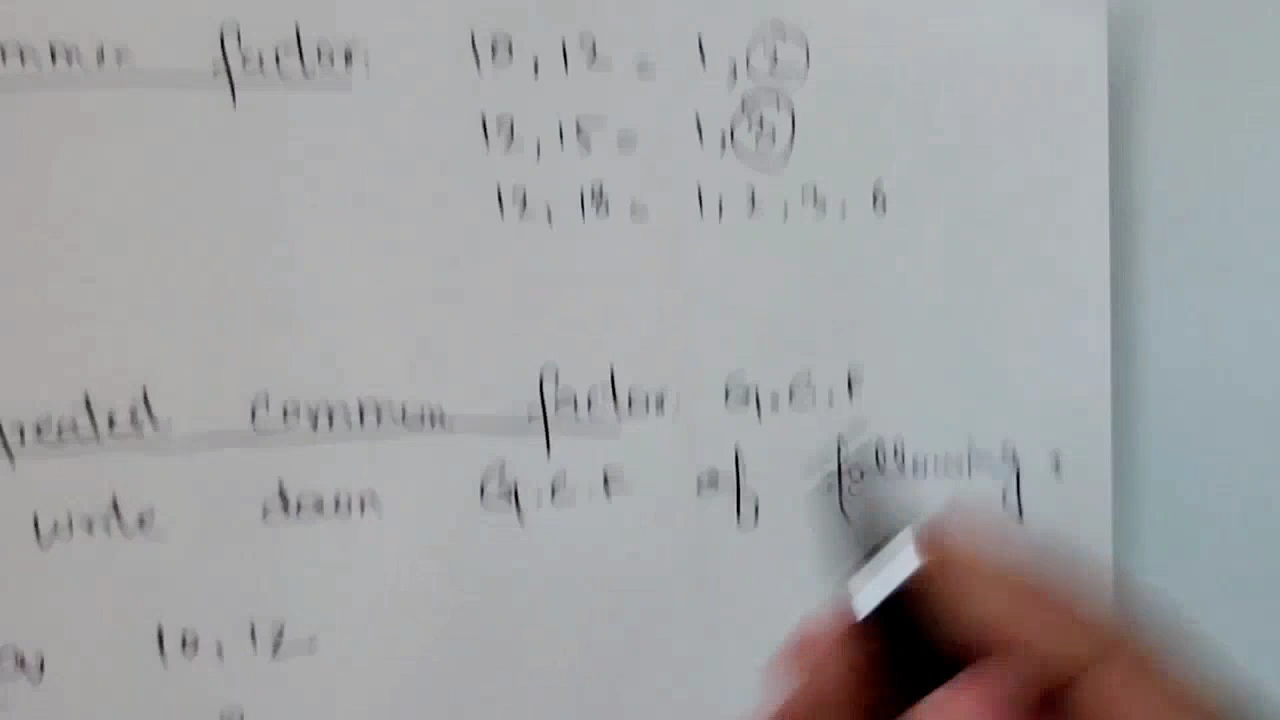 factor 10, 12 = 1, 2
12, 15 = 1, 3
12, 18 = 1, 2, 3, 6
common factor G.C.F
write down G.C.F of following :
10, 12 =